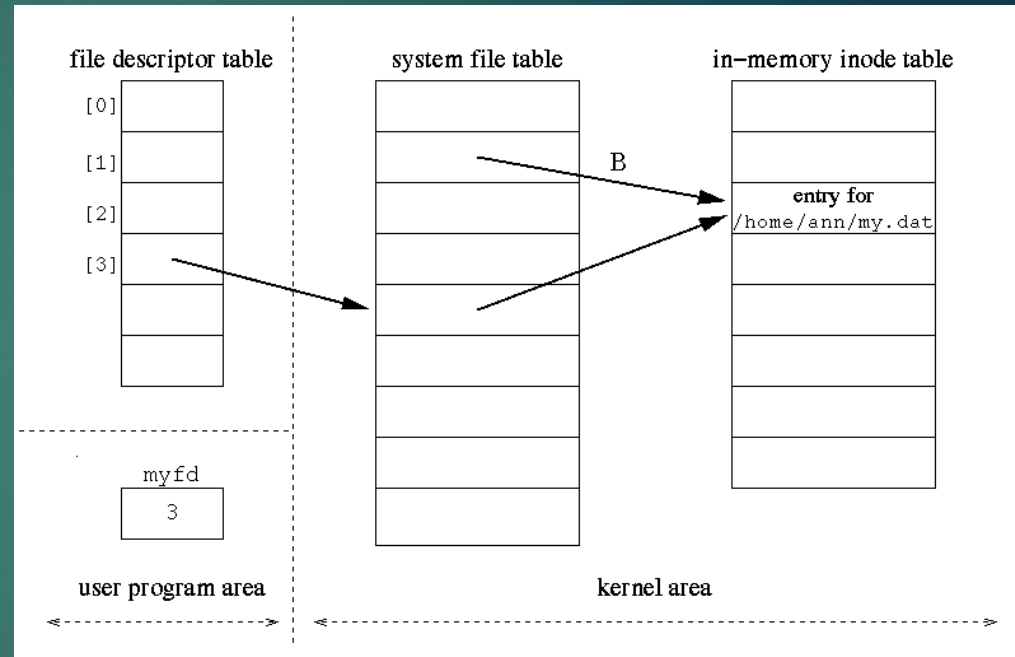 file descriptor table
system file table
in-memory inode table
[0]
[1]
B
[2]
entry for
/home/ann/my.dat
[3]
myfd
3
user program area
kernel area